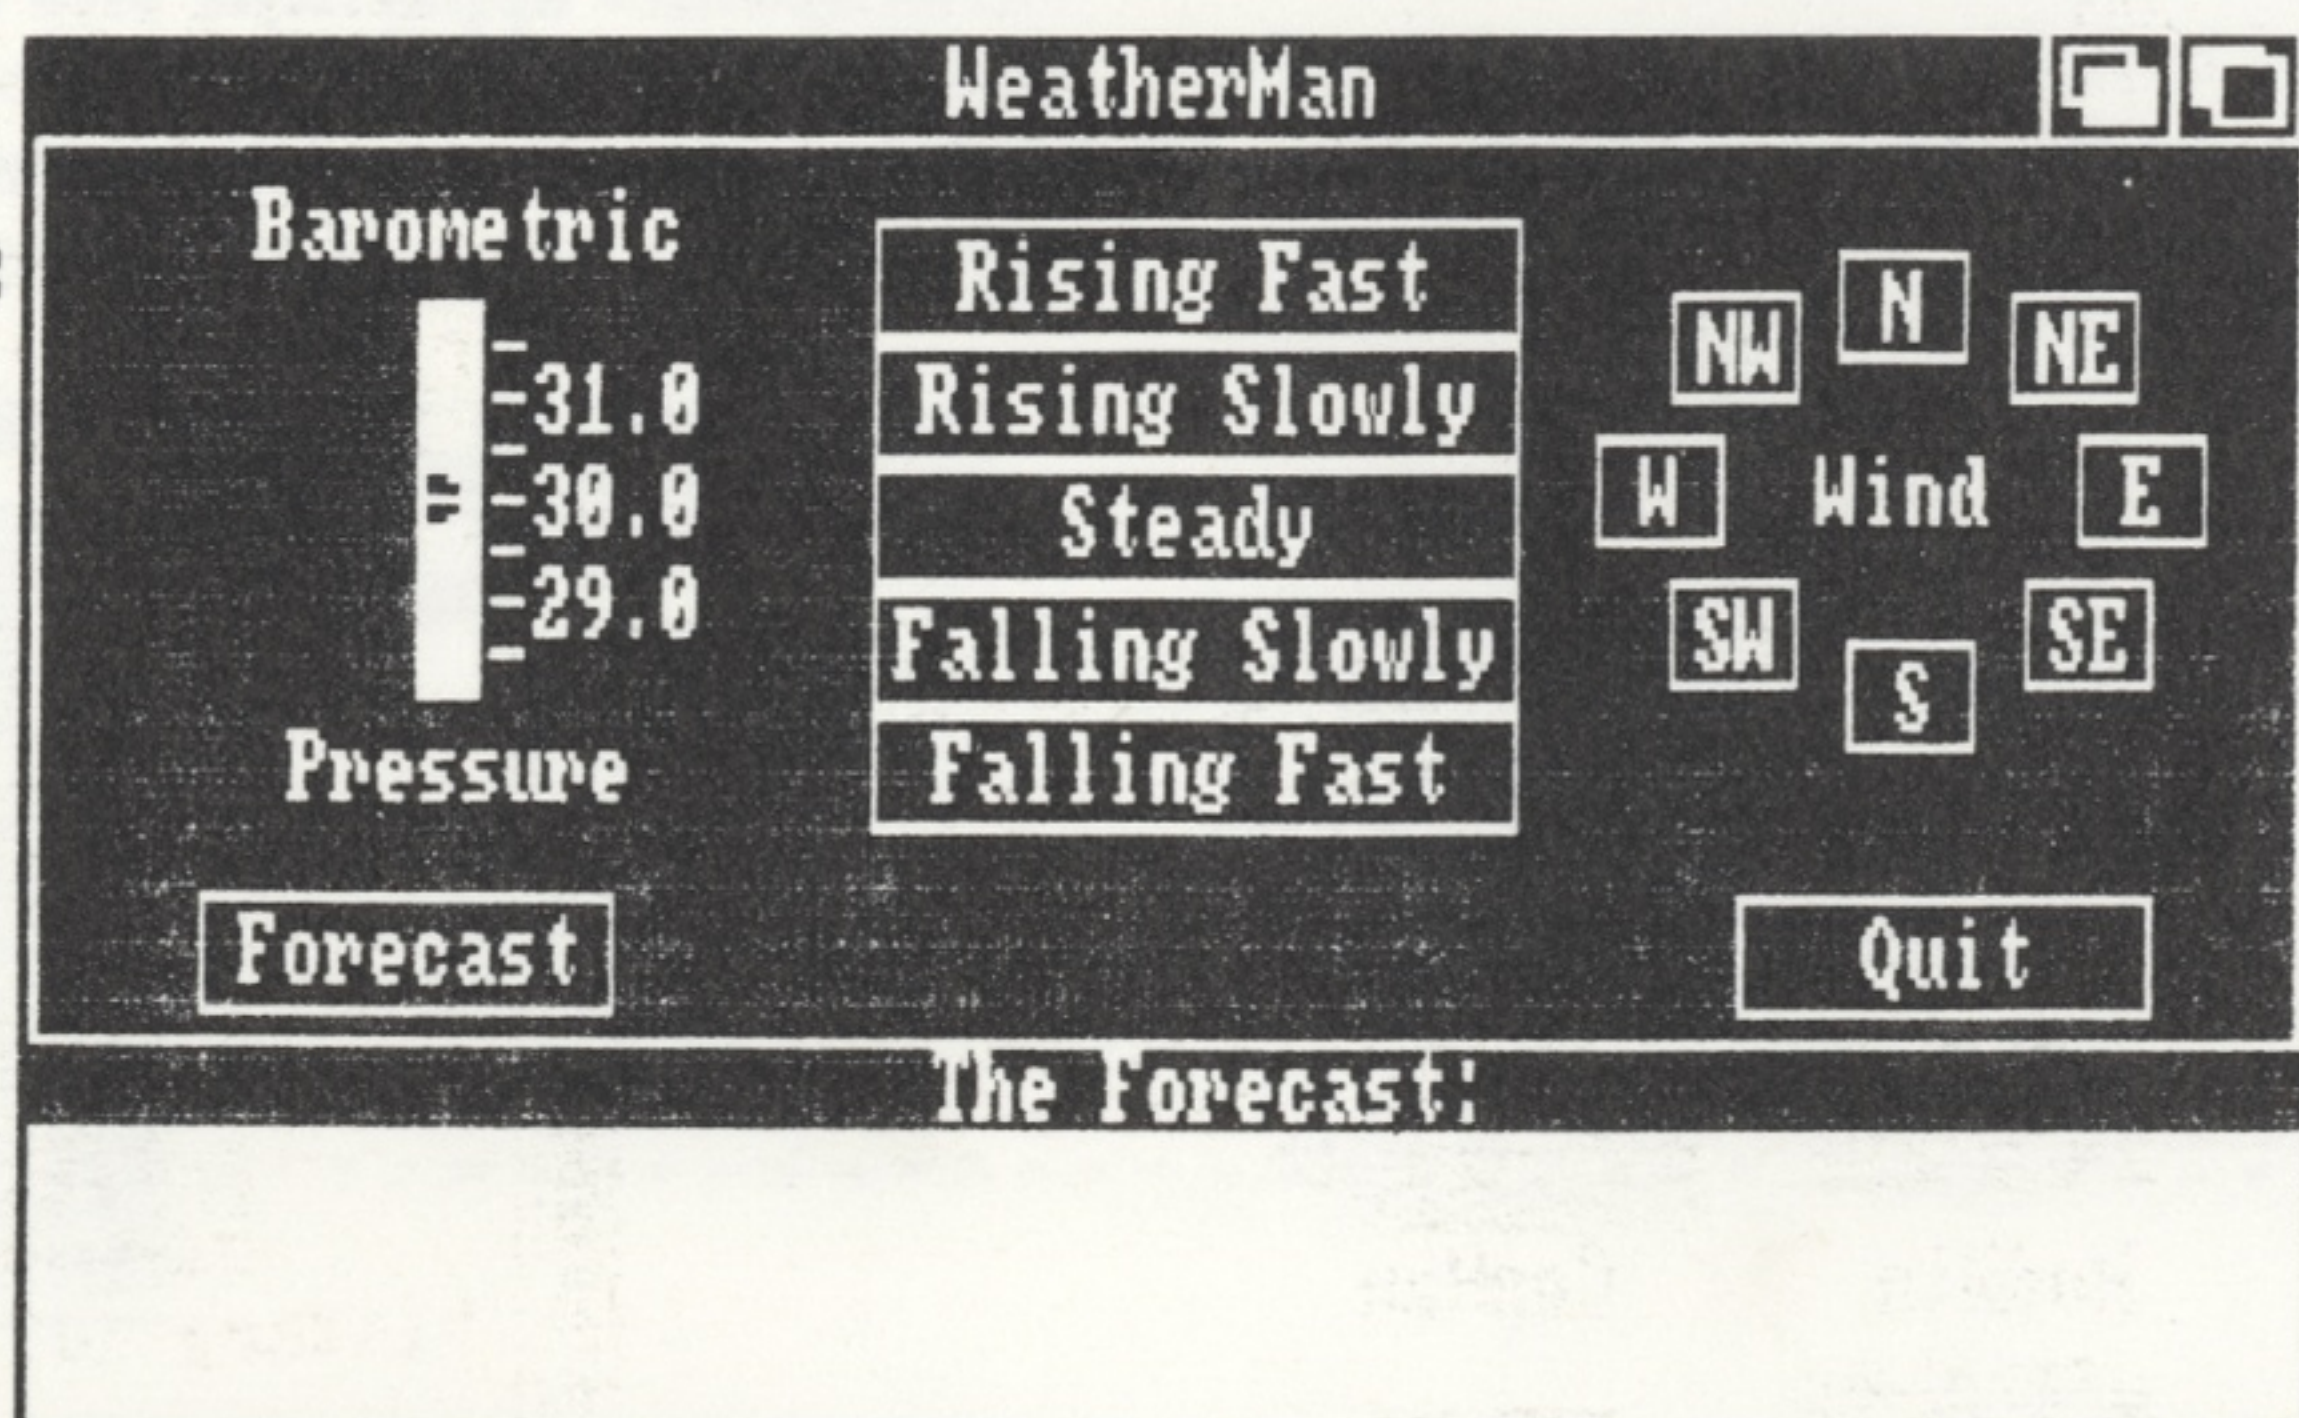 WeatherMan
Barometric
31.0
30.0
29.0
Pressure
Rising Fast
Rising Slowly
Steady
Falling Slowly
Falling Fast
N
NW
NE
W
Wind
E
SW
SE
S
Forecast
Quit
The Forecast: